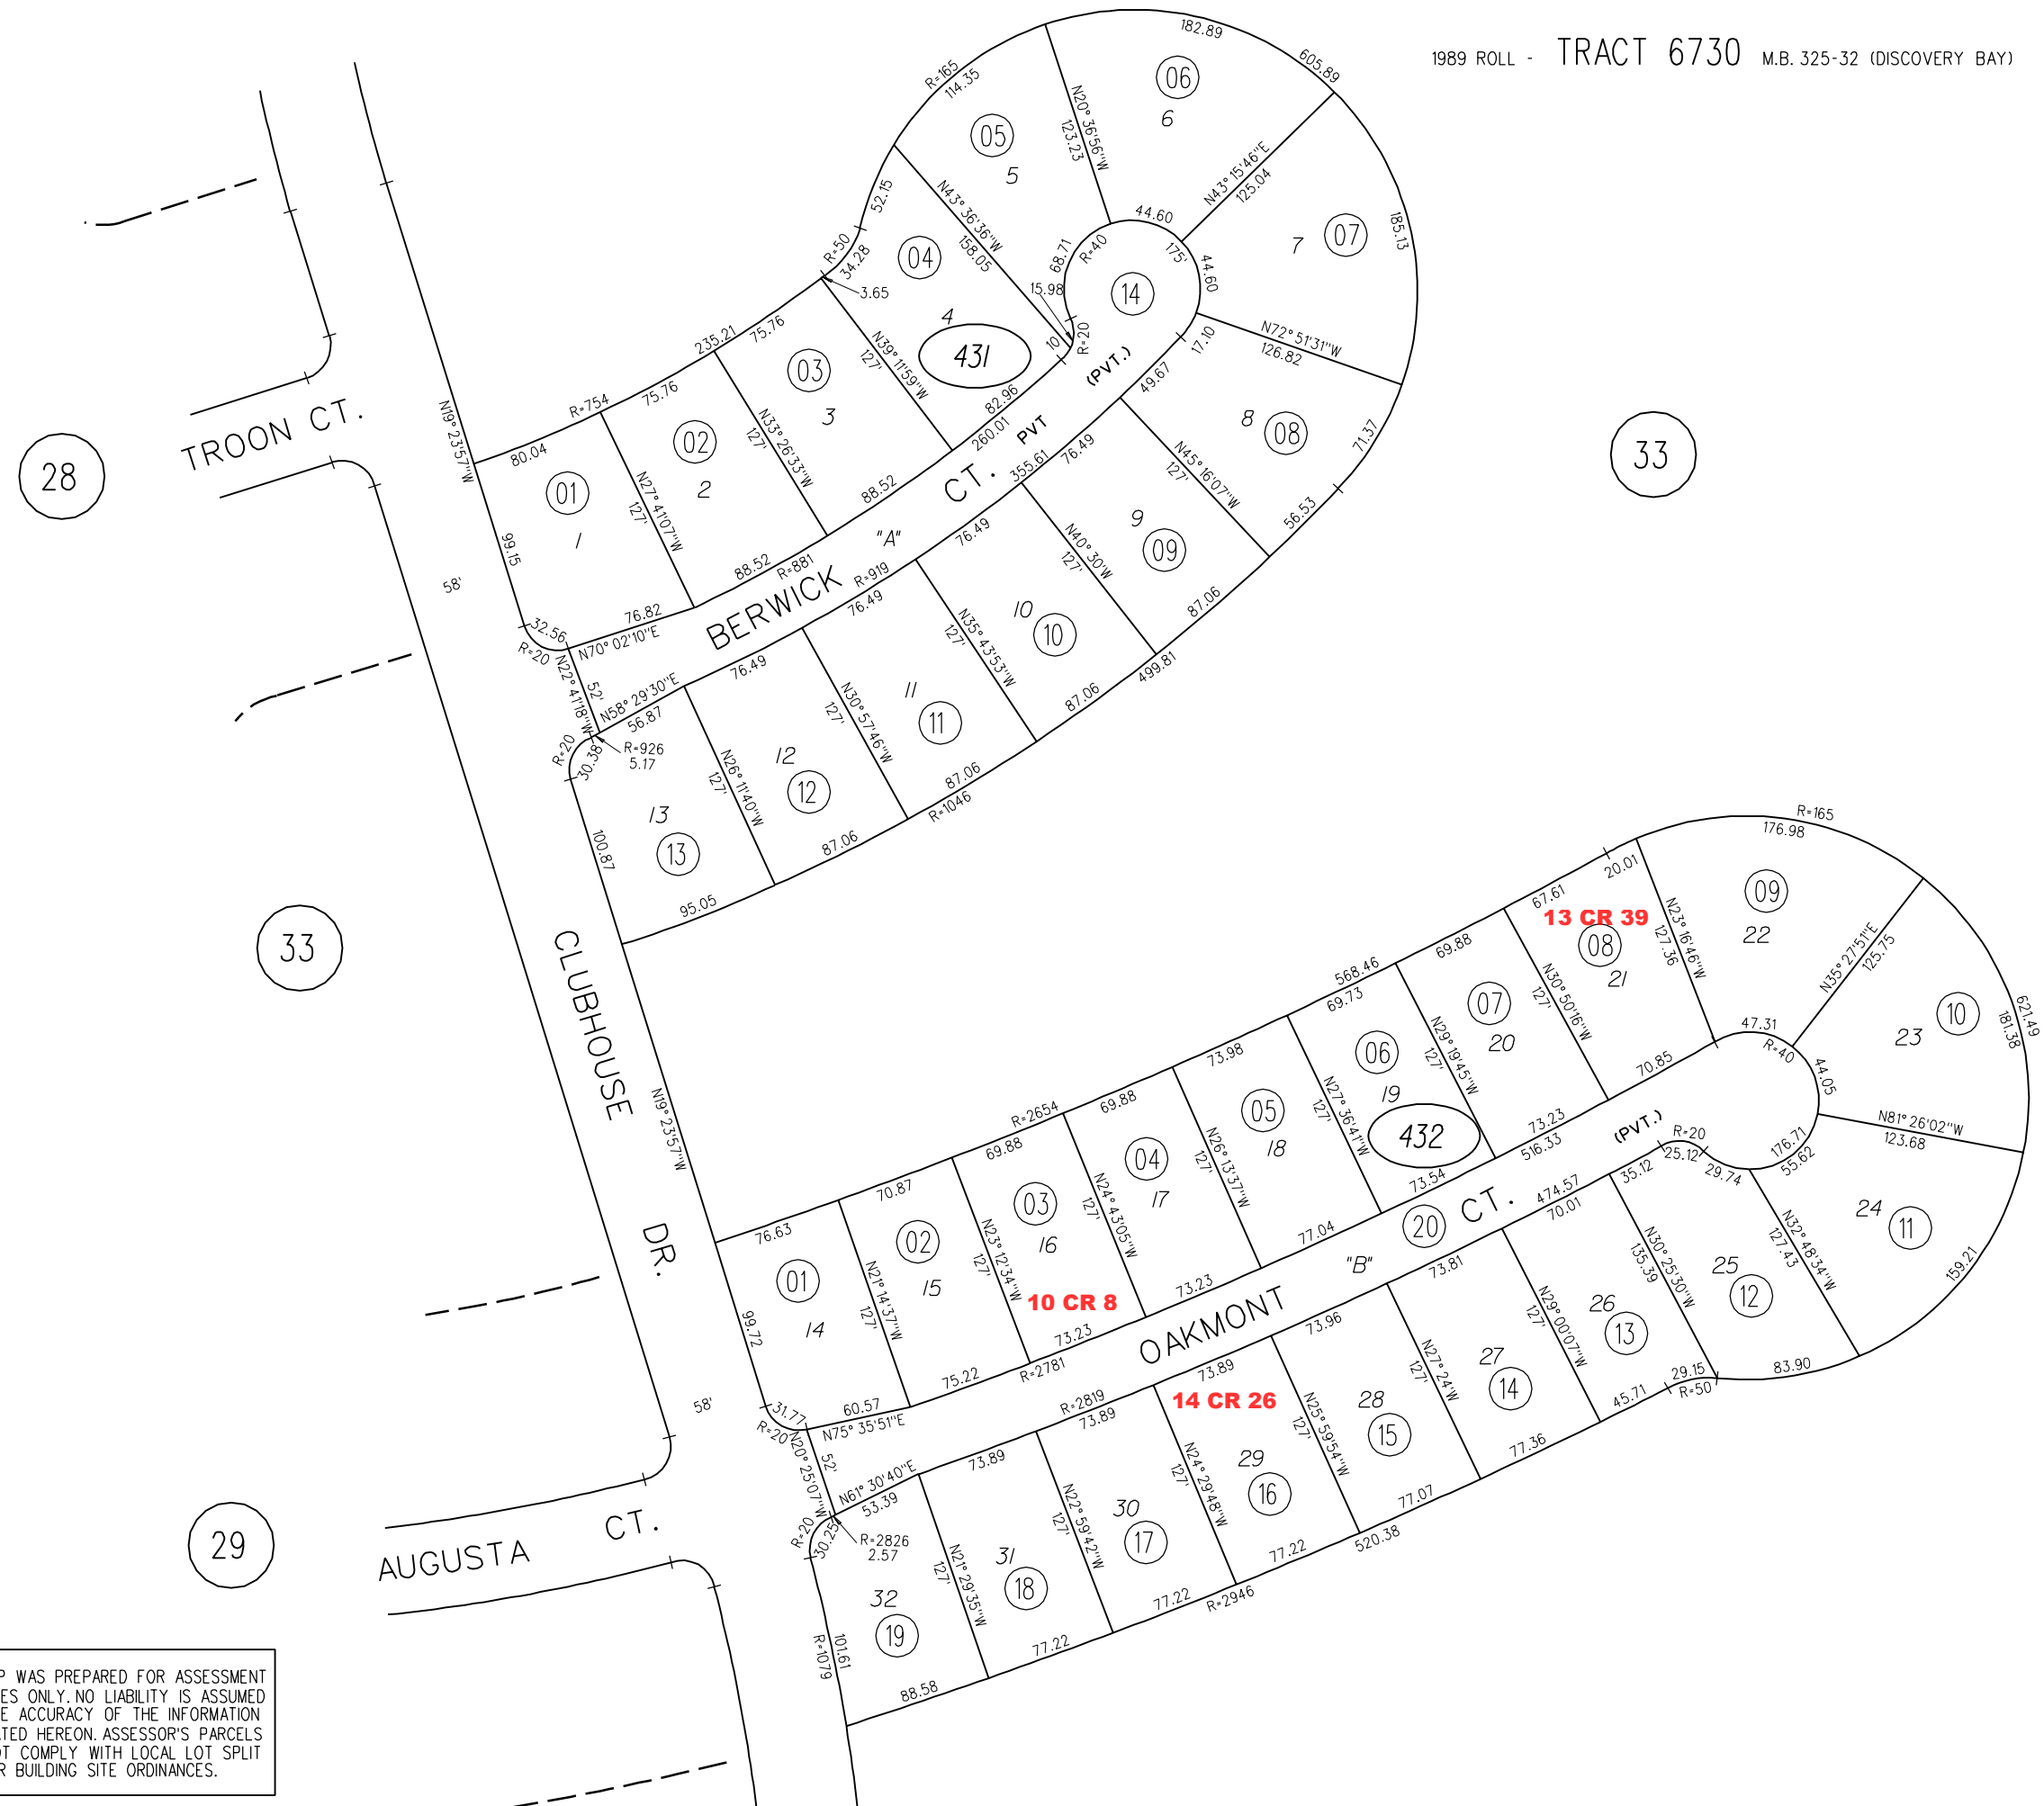 1989 ROLL - TRACT 6730 M.B. 325-32 (DISCOVERY BAY)
182.89
605.89
R=165
114.35
06
6
N20° 36'56"W
123.23
05
5
N43° 15'46"E
125.04
52.15
N43° 36'36"W
158.05
44.60
185.13
7
07
R=50
34.28
04
68.71
R=40
175'
44.60
3.65
15.98
14
4
R=20
10
17.10
N72° 51'31"W
126.82
235.21
75.76
431
N39° 11'59"W
127'
(PVT.)
49.67
03
3
R=754
75.76
82.96
260.01
PVT
8
08
71.37
TROON CT.
N19° 23'57"W
80.04
02
2
N33° 26'33"W
127'
76.49
355.61
N45° 16'07"W
127'
33
28
01
1
N27° 41'07"W
127'
88.52
CT.
56.53
99.15
"A"
76.49
9
09
N40° 30'W
127'
58'
88.52
R=881
R=919
76.49
BERWICK
76.82
32.56
R=20
N70° 02'10"E
10
10
N35° 43'53"W
127'
87.06
N22° 41'18"W
52'
N58° 29'30"E
56.87
76.49
499.81
R=20
30.38
R=926
5.17
N30° 57'46"W
127'
11
11
87.06
N26° 11'40"W
127'
12
12
87.06
R=1046
13
13
100.87
87.06
95.05
33
CLUBHOUSE
DR.
N19° 23'57"W
R=165
176.98
20.01
67.61
13 CR 39
08
21
N23° 16'46"W
127.36
09
22
N35° 27'51"E
125.75
69.88
568.46
69.73
N30° 50'16"W
127'
07
20
47.31
R=40
23
10
621.49
181.38
73.98
06
19
N29° 19'45"W
127'
70.85
44.05
R=2654
69.88
05
18
N27° 36'41"W
127'
432
73.23
516.33
(PVT.)
R=20
25.12
29.74
176.71
55.62
N81° 26'02"W
123.68
69.88
04
17
N26° 13'37"W
127'
73.54
35.12
70.87
03
16
N24° 43'05"W
127'
20
CT.
474.57
70.01
24
11
76.63
02
15
N23° 12'34"W
127'
77.04
"B"
73.81
N30° 25'30"W
135.39
25
12
N32° 48'34"W
127.43
159.21
01
14
N21° 14'37"W
127'
10 CR 8
73.23
OAKMONT
N29° 00'07"W
127'
26
13
99.72
73.23
73.96
75.22
R=2781
73.89
14 CR 26
N27° 24'W
127'
27
14
29.15
R=50
83.90
58'
31.77
R=20
60.57
N75° 35'51"E
R=2819
73.89
N25° 59'54"W
127'
28
15
45.71
N20° 25'07"W
52'
N61° 30'40"E
53.39
73.89
N24° 29'48"W
127'
29
16
77.36
77.07
R=20
30.25
R=2826
2.57
N22° 59'42"W
127'
30
17
77.22
520.38
N21° 29'35"W
127'
31
18
77.22
R=2946
32
19
R=1079
101.61
77.22
88.58
29
AUGUSTA CT.
P WAS PREPARED FOR ASSESSMENT
ES ONLY. NO LIABILITY IS ASSUMED
E ACCURACY OF THE INFORMATION
TED HEREON. ASSESSOR'S PARCELS
OT COMPLY WITH LOCAL LOT SPLIT
R BUILDING SITE ORDINANCES.